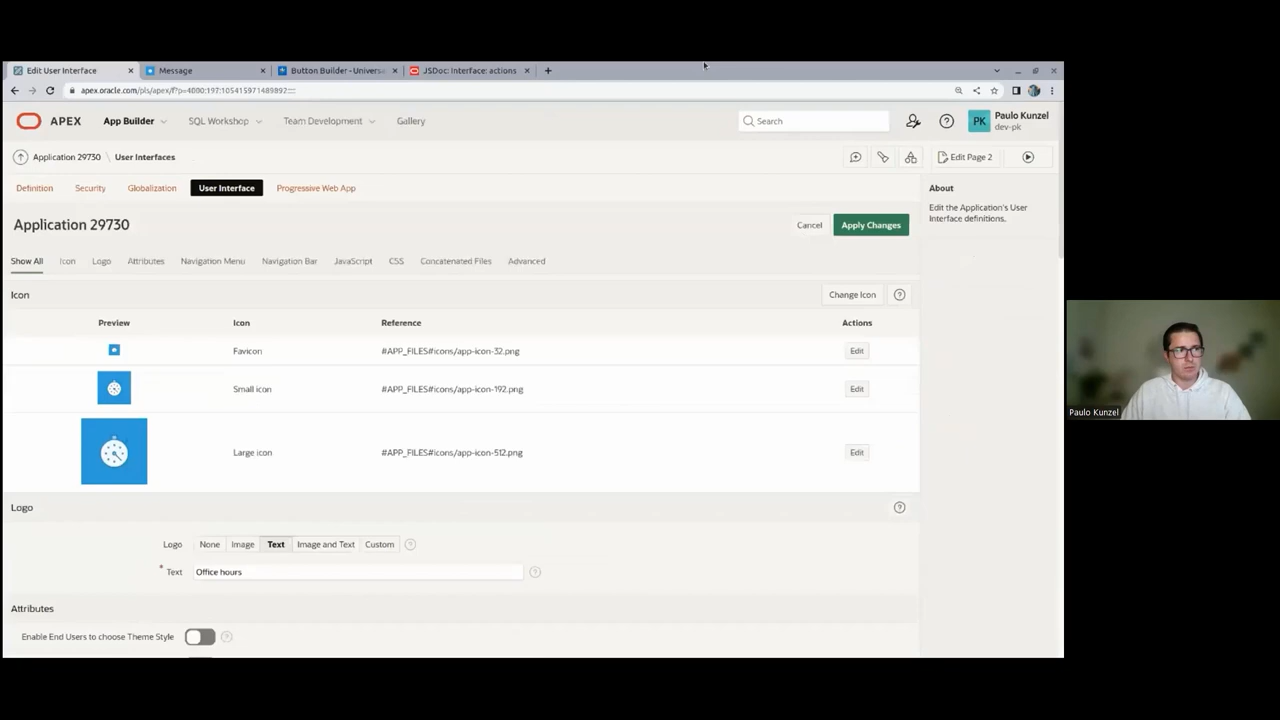 Edit User Interface
Message
Button Builder - Univers
JSDoc: Interface: actions
apex.oracle.com/pls/apex/f?p=4000:197:105415971489892::::
APEX
App Builder
SQL Workshop
Team Development
Gallery
Search
PK
Paulo Kunzel
dev-pk
Application 29730 / User Interfaces
Edit Page 2
Definition
Security
Globalization
User Interface
Progressive Web App
About
Edit the Application's User
Interface definitions.
Application 29730
Cancel
Apply Changes
Show All
Icon
Logo
Attributes
Navigation Menu
Navigation Bar
JavaScript
CSS
Concatenated Files
Advanced
Icon
Change Icon
Preview
Icon
Reference
Actions
Favicon
#APP_FILES#icons/app-icon-32.png
Edit
Small icon
#APP_FILES#icons/app-icon-192.png
Edit
Large icon
#APP_FILES#icons/app-icon-512.png
Edit
Logo
Logo
None
Image
Text
Image and Text
Custom
* Text
Office hours
Attributes
Enable End Users to choose Theme Style
Paulo Kunzel